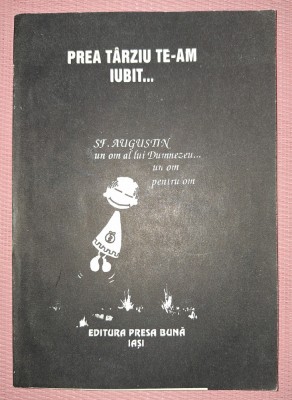 PREA TÂRZIU TE-AM
IUBIT...
SF. AUGUSTIN
un om al lui Dumnezeu...
un om
pentru om
EDITURA PRESA BUNĂ
IAȘI